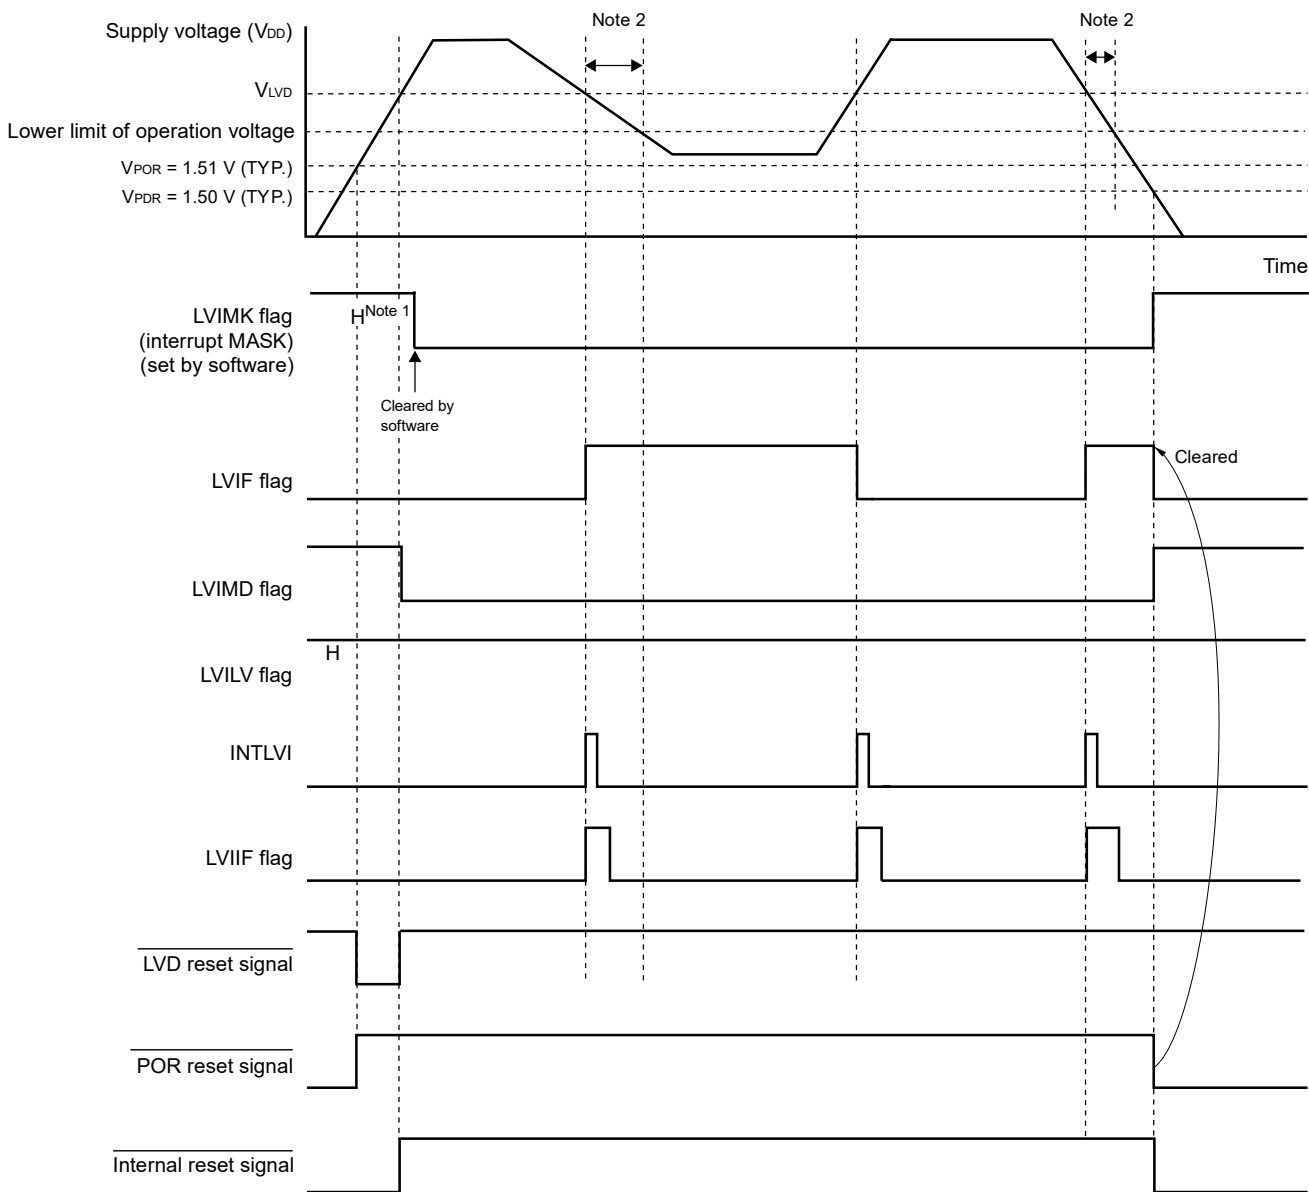 Note 2
Note 2
Supply voltage (VDD)
VLVD
Lower limit of operation voltage
VPOR = 1.51 V (TYP.)
VPDR = 1.50 V (TYP.)
Time
LVIMK flag
(interrupt MASK)
(set by software)
H Note 1
Cleared by
software
LVIF flag
Cleared
LVIMD flag
H
LVILV flag
INTLVI
LVIIF flag
LVD reset signal
POR reset signal
Internal reset signal